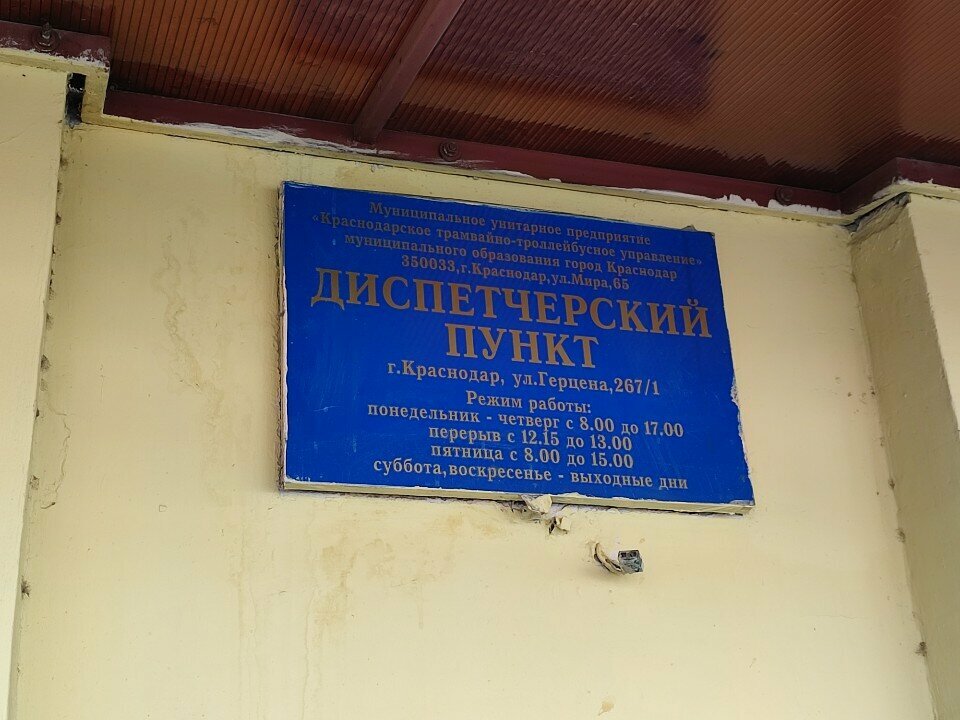 Муниципальное унитарное предприятие
«Краснодарское трамвайно-троллейбусное управление»
муниципального образования город Краснодар
350033,г.Краснодар,ул.Мира,65
ДИСПЕТЧЕРСКИЙ
ПУНКТ
г.Краснодар, ул.Герцена,267/1
Режим работы:
понедельник - четверг с 8.00 до 17.00
перерыв с 12.15 до 13.00
пятница с 8.00 до 15.00
суббота,воскресенье - выходные дни